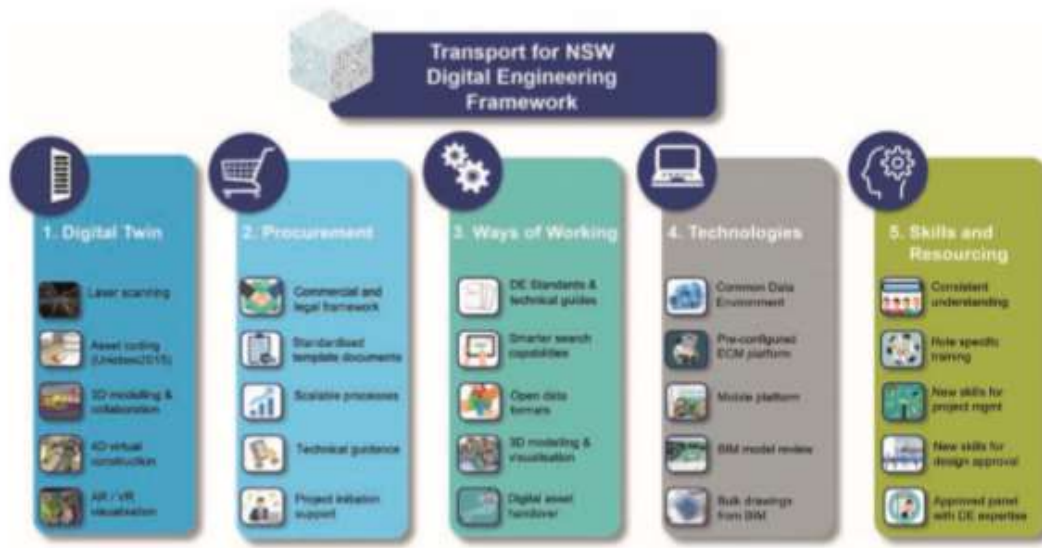 Transport for NSW
Digital Engineering
Framework
1. Digital Twin
Laser scanning
Asset coding
(Uniclass2015)
3D modelling &
collaboration
4D virtual
construction
AR / VR
visualisation
2. Procurement
Commercial and
legal framework
Standardised
template documents
Scalable processes
Technical guidance
Project initiation
support
3. Ways of Working
DE Standards &
technical guides
Smarter search
capabilities
Open data
formats
3D modeling &
visualisation
Digital asset
handover
4. Technologies
Common Data
Environment
Pre-configured
ECM platform
Mobile platform
BIM model review
Bulk drawings
from BIM
5. Skills and
Resourcing
Consistent
understanding
Role specific
training
New skills for
project mgmt
New skills for
design approval
Approved panel
with DE expertise